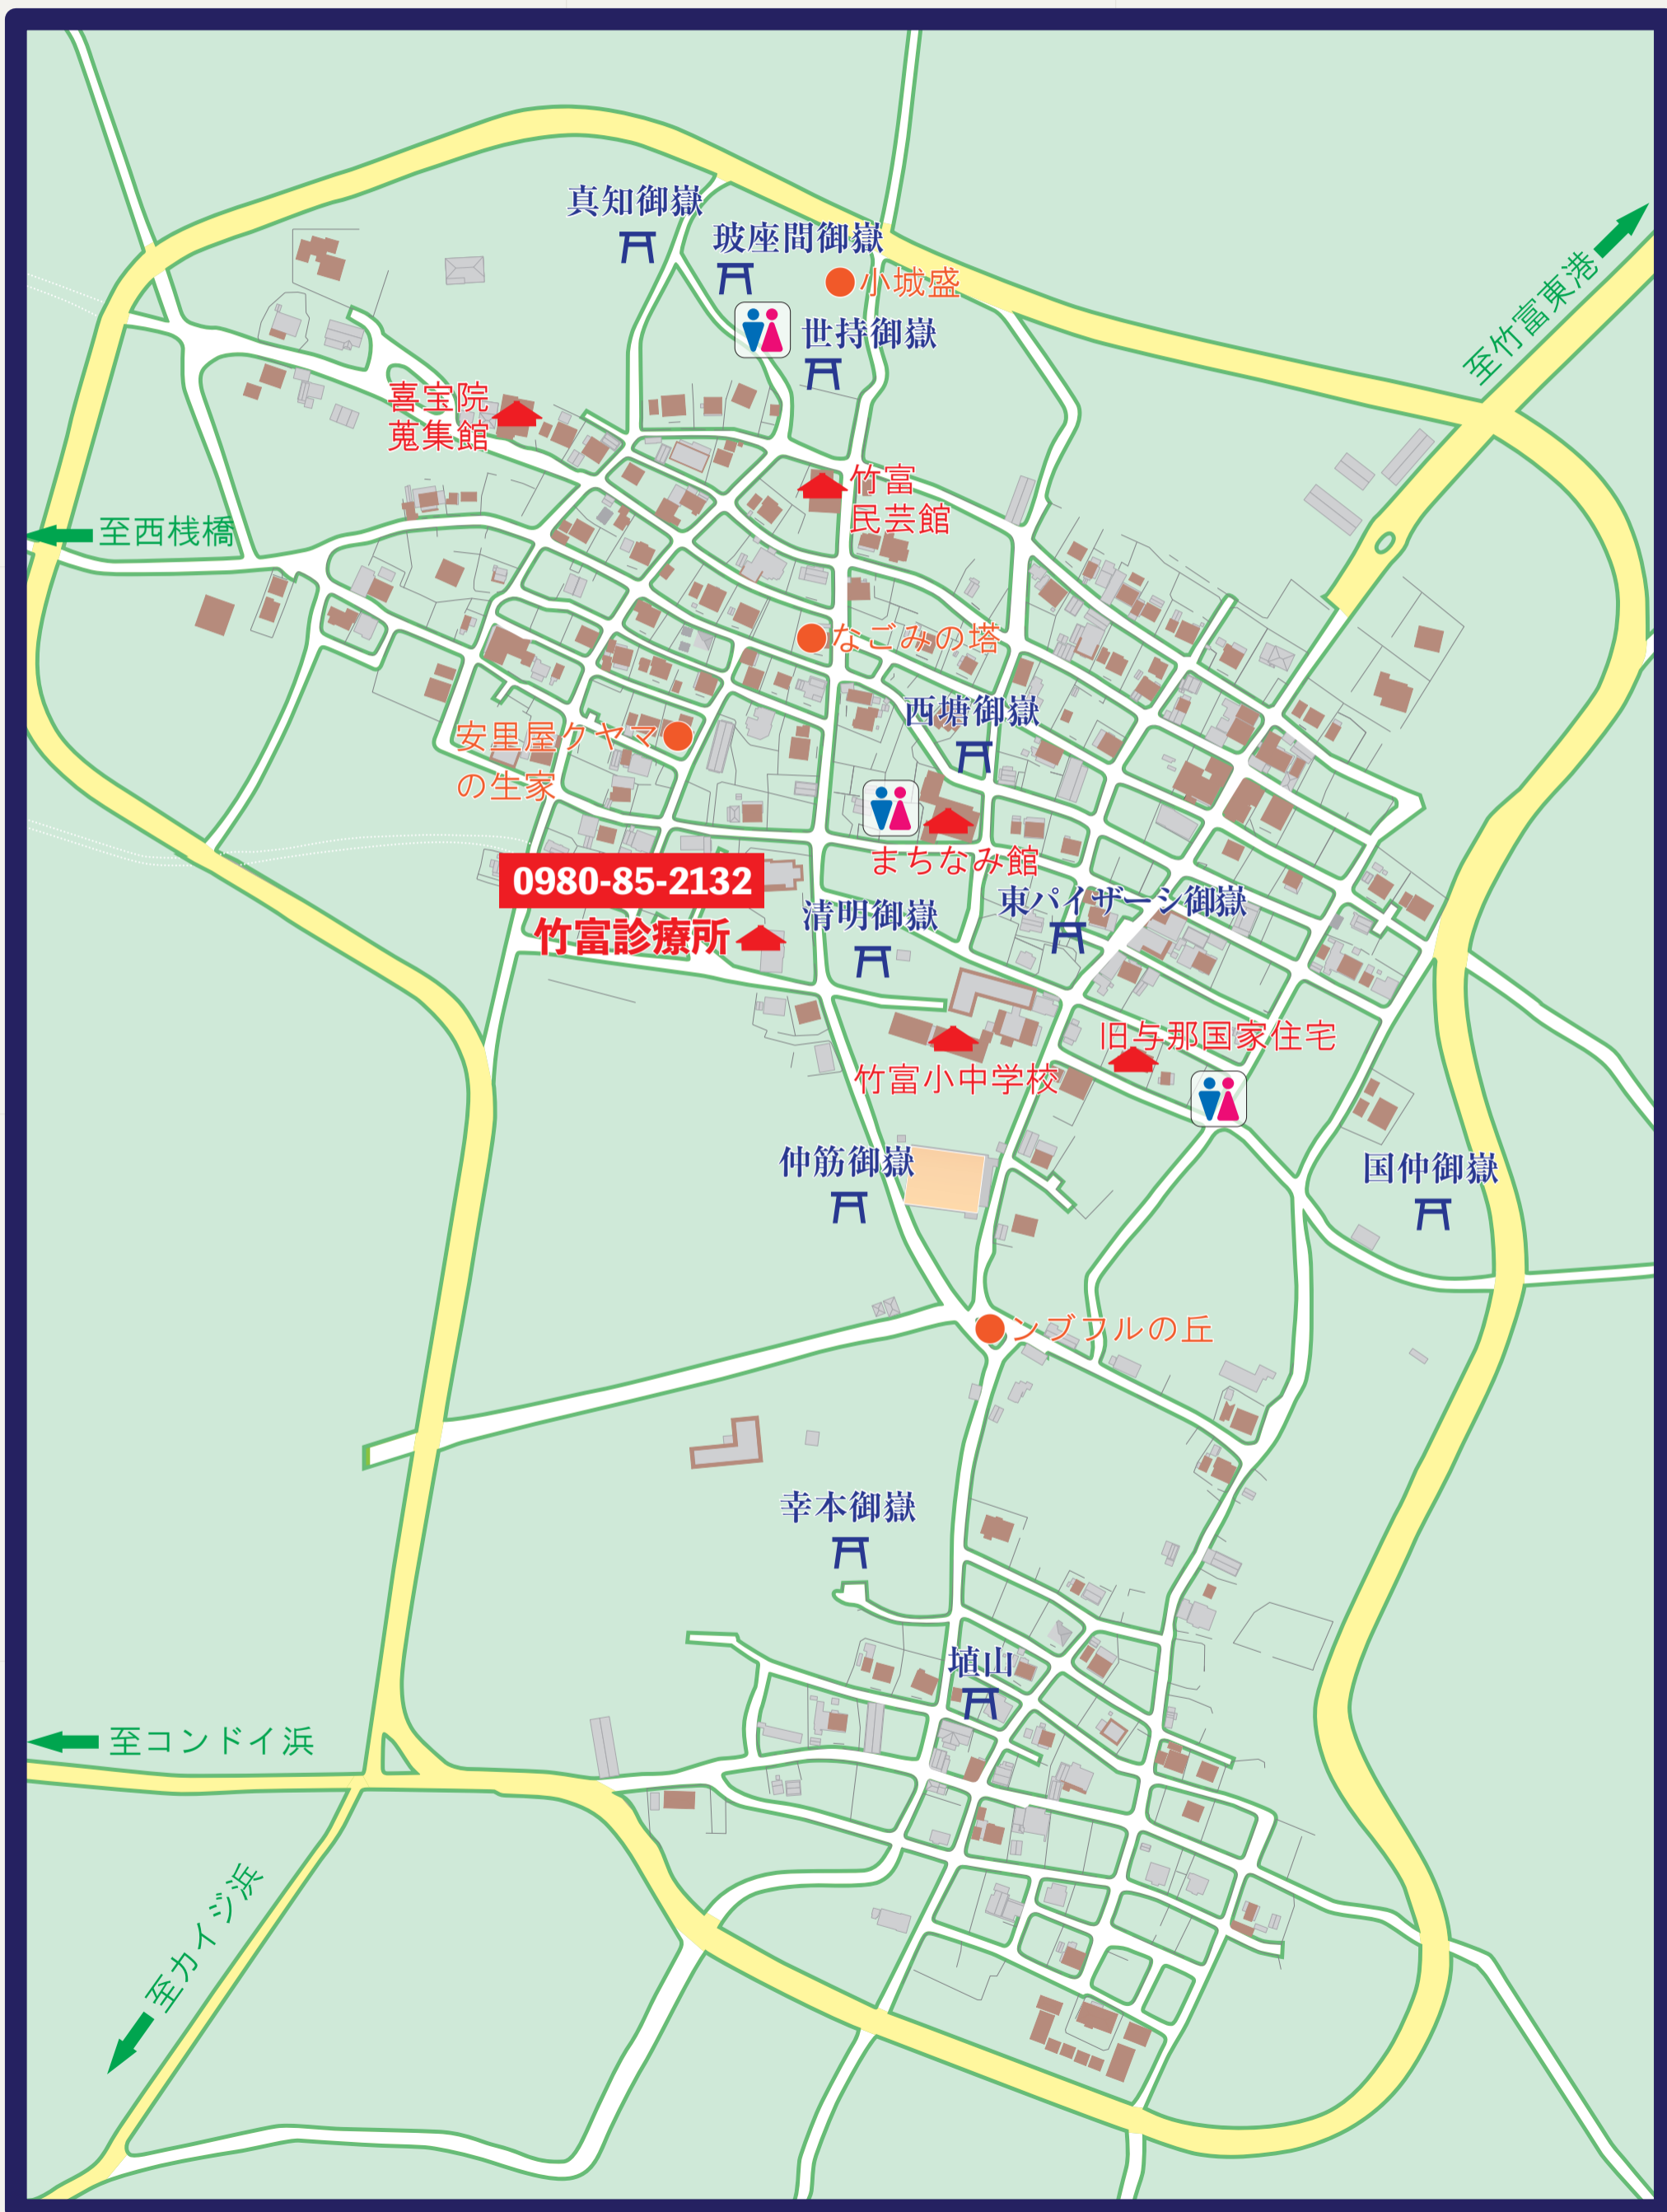 真知御嶽
玻座間御嶽
小城盛
至竹富東港
世持御嶽
喜宝院
蒐集館
竹富
民芸館
至西桟橋
なごみの塔
西塘御嶽
安里屋クヤマ
の生家
まちなみ館
0980-85-2132
竹富診療所
清明御嶽
東パイザーシ御嶽
旧与那国家住宅
竹富小中学校
仲筋御嶽
国仲御嶽
ンブフルの丘
幸本御嶽
埴山
至コンドイ浜
至カイジ浜